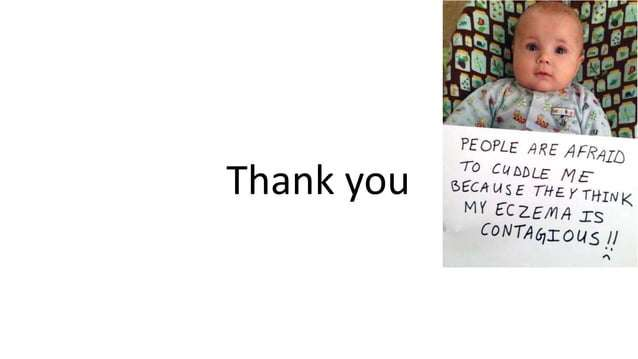 Thank you
PEOPLE ARE AFRAID
TO CUDDLE ME
BECAUSE THEY THINK
MY ECZEMA IS
CONTAGIOUS!!
:(